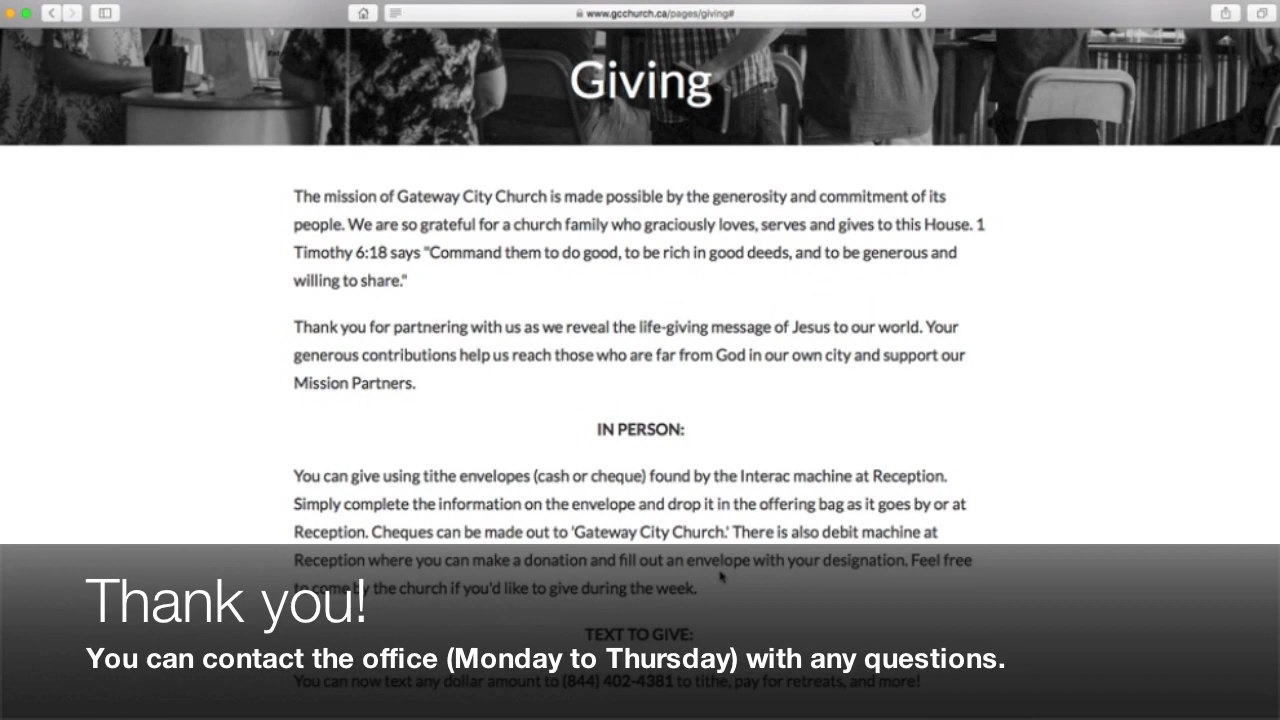 www.gcchurch.ca/pages/giving#
Giving
The mission of Gateway City Church is made possible by the generosity and commitment of its
people. We are so grateful for a church family who graciously loves, serves and gives to this House. 1
Timothy 6:18 says "Command them to do good, to be rich in good deeds, and to be generous and
willing to share."
Thank you for partnering with us as we reveal the life-giving message of Jesus to our world. Your
generous contributions help us reach those who are far from God in our own city and support our
Mission Partners.
IN PERSON:
You can give using tithe envelopes (cash or cheque) found by the Interac machine at Reception.
Simply complete the information on the envelope and drop it in the offering bag as it goes by or at
Reception. Cheques can be made out to 'Gateway City Church.' There is also debit machine at
Reception where you can make a donation and fill out an envelope with your designation. Feel free
to come by the church if you'd like to give during the week.
Thank you!
TEXT TO GIVE:
You can contact the office (Monday to Thursday) with any questions.
You can now text any dollar amount to (844) 402-4381 to tithe, pay for retreats, and more!